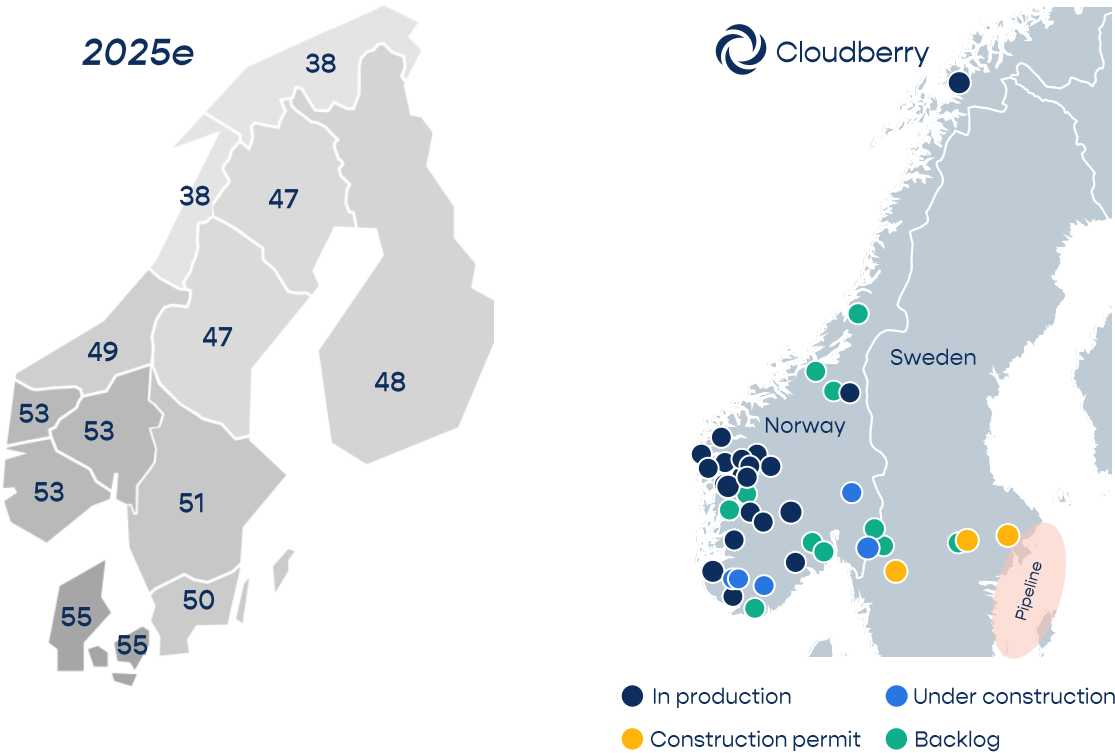 2025e
38
38
47
47
49
48
53
53
53
51
50
55
55
Cloudberry
Sweden
Norway
Pipeline
In production
Under construction
Construction permit
Backlog